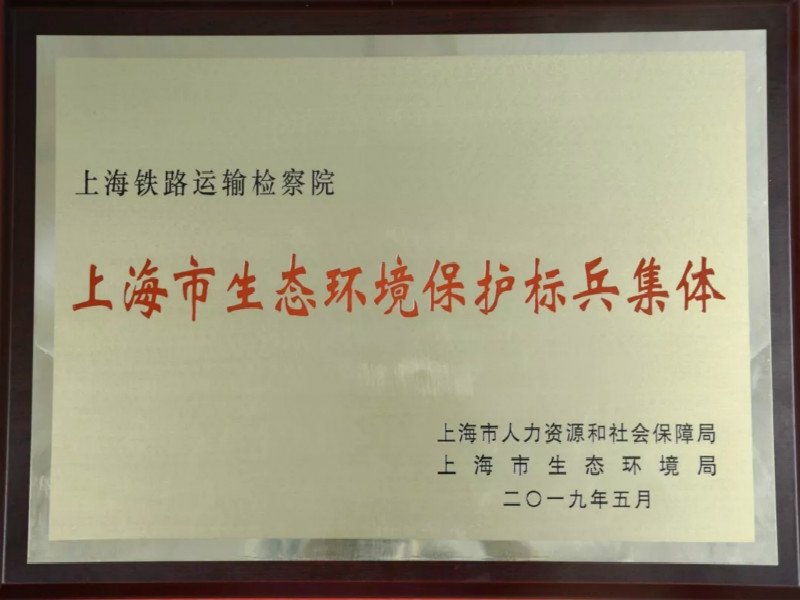 上海铁路运输检察院
上海市生态环境保护标兵集体
上海市人力资源和社会保障局
上海市生态环境局
二〇一九年五月